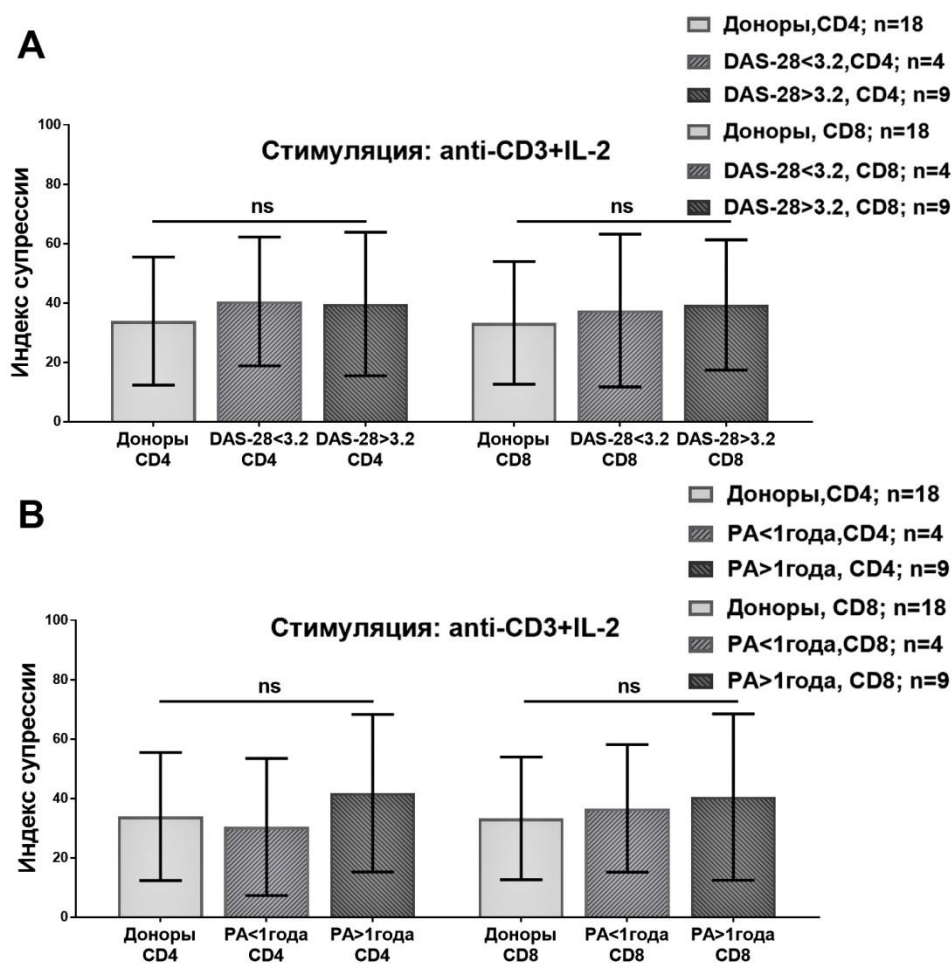 A
Доноры,CD4; n=18
DAS-28<3.2,CD4; n=4
DAS-28>3.2, CD4; n=9
Доноры, CD8; n=18
DAS-28<3.2, CD8; n=4
DAS-28>3.2, CD8; n=9
Стимуляция: anti-CD3+IL-2
Индекс супрессии
100
80
60
40
20
0
ns
ns
Доноры DAS-28<3.2 DAS-28>3.2 Доноры DAS-28<3.2 DAS-28>3.2
CD4 CD4 CD4 CD8 CD8 CD8
B
Доноры,CD4; n=18
РА<1года,CD4; n=4
РА>1года, CD4; n=9
Доноры, CD8; n=18
РА<1года,CD8; n=4
РА>1года, CD8; n=9
Стимуляция: anti-CD3+IL-2
Индекс супрессии
100
80
60
40
20
0
ns
ns
Доноры РА<1года РА>1года Доноры РА<1года РА>1года
CD4 CD4 CD4 CD8 CD8 CD8